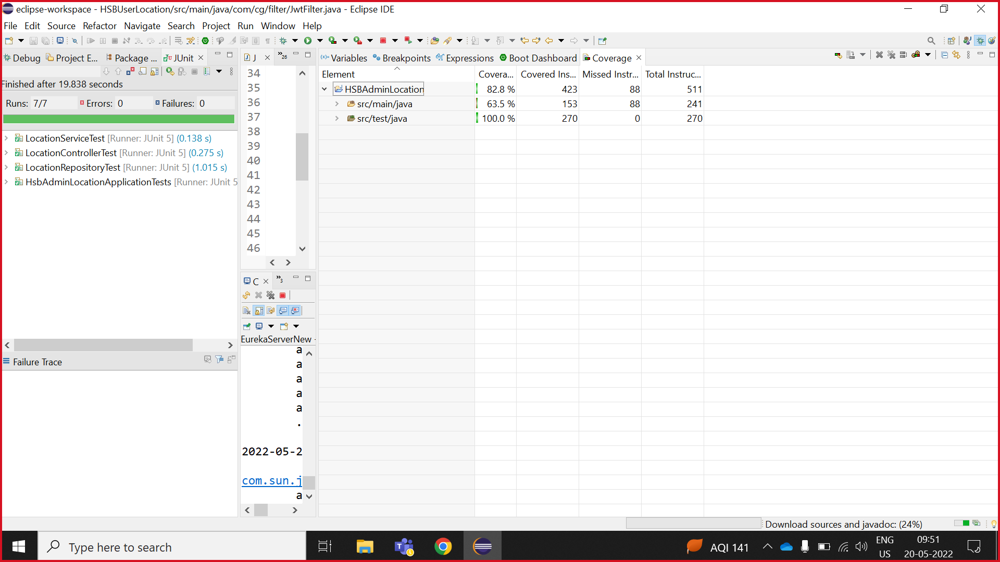 eclipse-workspace - HSBUserLocation/src/main/java/com/cg/filter/JwtFilter.java - Eclipse IDE
File Edit Source Refactor Navigate Search Project Run Window Help
Debug Project E... Package ... JUnit
Finished after 19.838 seconds
Runs: 7/7 Errors: 0 Failures: 0
LocationServiceTest [Runner: JUnit 5] (0.138 s)
LocationControllerTest [Runner: JUnit 5] (0.275 s)
LocationRepositoryTest [Runner: JUnit 5] (1.015 s)
HsbAdminLocationApplicationTests [Runner: JUnit 5
Failure Trace
J »26
34
35
36
37
38
39
40
41
42
43
44
45
46
C »3
EurekaServerNew -
a
a
a
a
a
.
2022-05-2
com.sun.j
a
Variables Breakpoints Expressions Boot Dashboard Coverage
Element Covera... Covered Ins... Missed Instr... Total Instruc...
HSBAdminLocation 82.8 % 423 88 511
src/main/java 63.5 % 153 88 241
src/test/java 100.0 % 270 0 270
Download sources and javadoc: (24%)
Type here to search
AQI 141
ENG
US
09:51
20-05-2022